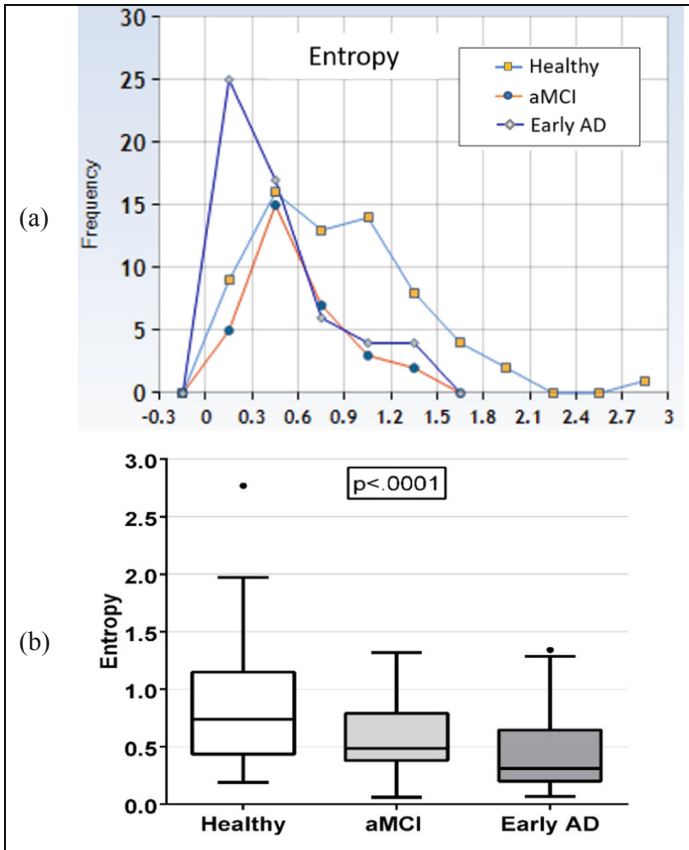 (a)
Entropy
Healthy
aMCI
Early AD
Frequency
30
25
20
15
10
5
0
-0.3 0 0.3 0.6 0.9 1.2 1.5 1.8 2.1 2.4 2.7 3
(b)
p<.0001
Entropy
3.0
2.5
2.0
1.5
1.0
0.5
0.0
Healthy aMCI Early AD